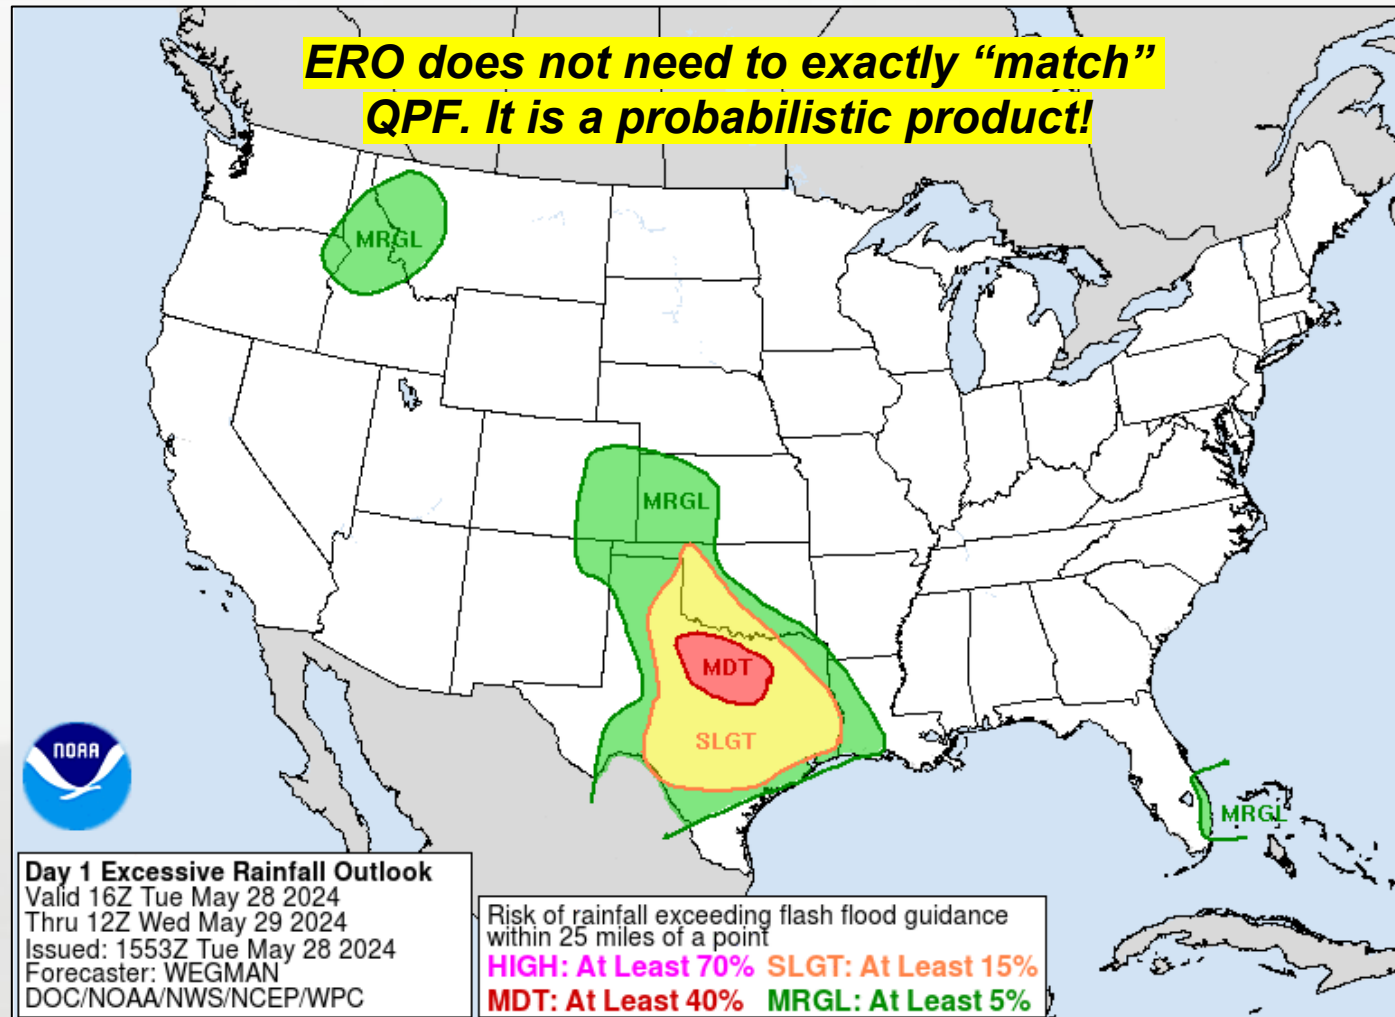 ERO does not need to exactly “match”
QPF. It is a probabilistic product!
MRGL
MRGL
MDT
SLGT
MRGL
NOAA
Day 1 Excessive Rainfall Outlook
Valid 16Z Tue May 28 2024
Thru 12Z Wed May 29 2024
Issued: 1553Z Tue May 28 2024
Forecaster: WEGMAN
DOC/NOAA/NWS/NCEP/WPC
Risk of rainfall exceeding flash flood guidance
within 25 miles of a point
HIGH: At Least 70% SLGT: At Least 15%
MDT: At Least 40% MRGL: At Least 5%